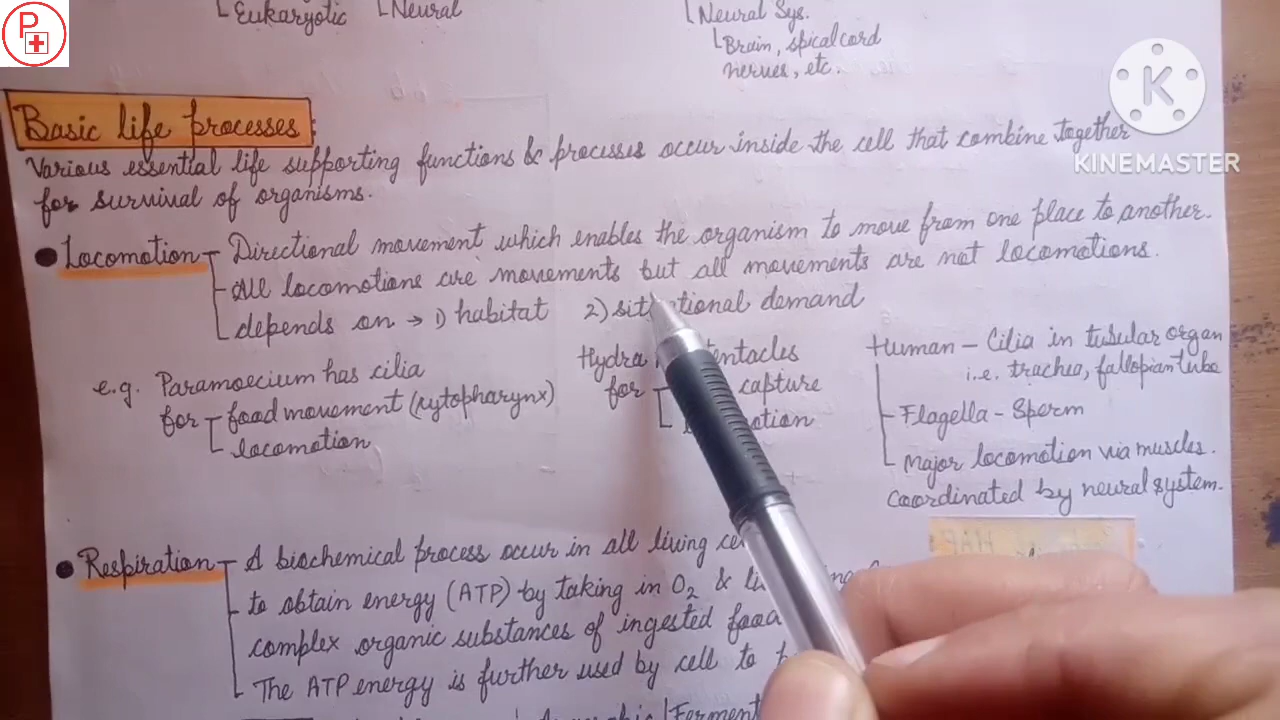 P
Eukaryotic
Neural
Neural Sys.
Brain, spical cord
nerues, etc.
K
KINEMASTER
Basic life processes:
Various essential life supporting functions & processes occur inside the cell that combine together
for survival of organisms.
Locomotion - Directional movement which enables the organism to move from one place to another.
- All locomotions are movements but all movements are not locomotions.
depends on → 1) habitat 2) situational demand
e.g. Paramoecium has cilia
for food movement (cytopharynx)
locomotion
Hydra tentacles
for capture
Human - Cilia in tubular organ
i.e. trachea, fallopian tube
- Flagella - Sperm
Major locomotion via muscles.
coordinated by neural system.
Respiration - A biochemical process occur in all living
to obtain energy (ATP) by taking in O2 &
complex organic substances of ingested food
The ATP energy is further used by cell to